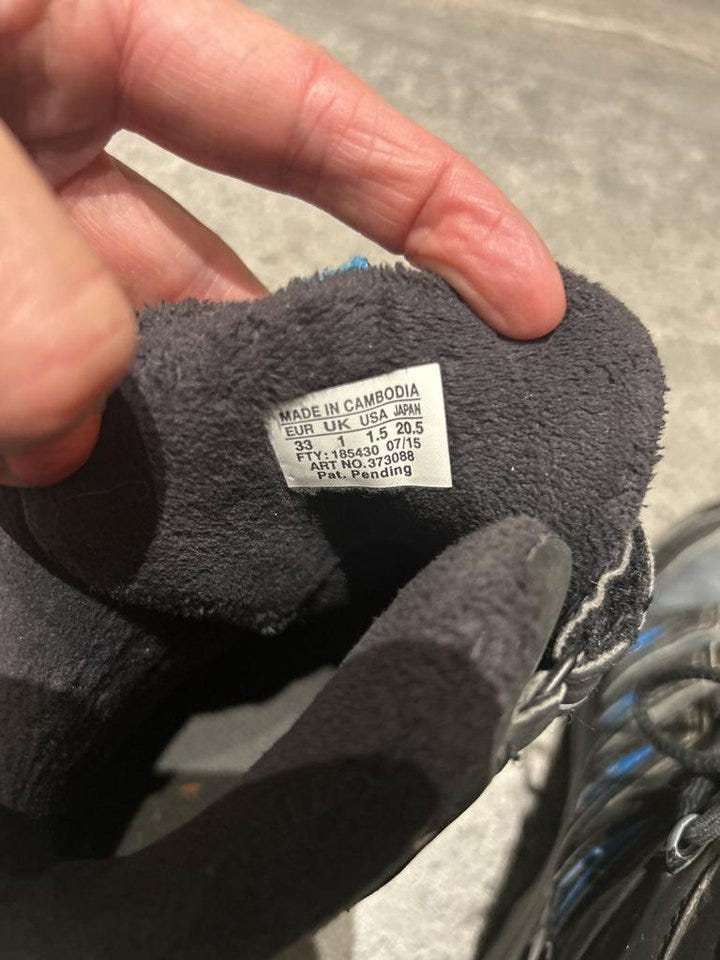 MADE IN CAMBODIA
EUR UK USA JAPAN
33 1 1.5 20.5
FTY: 185430 07/15
ART NO. 373088
Pat. Pending